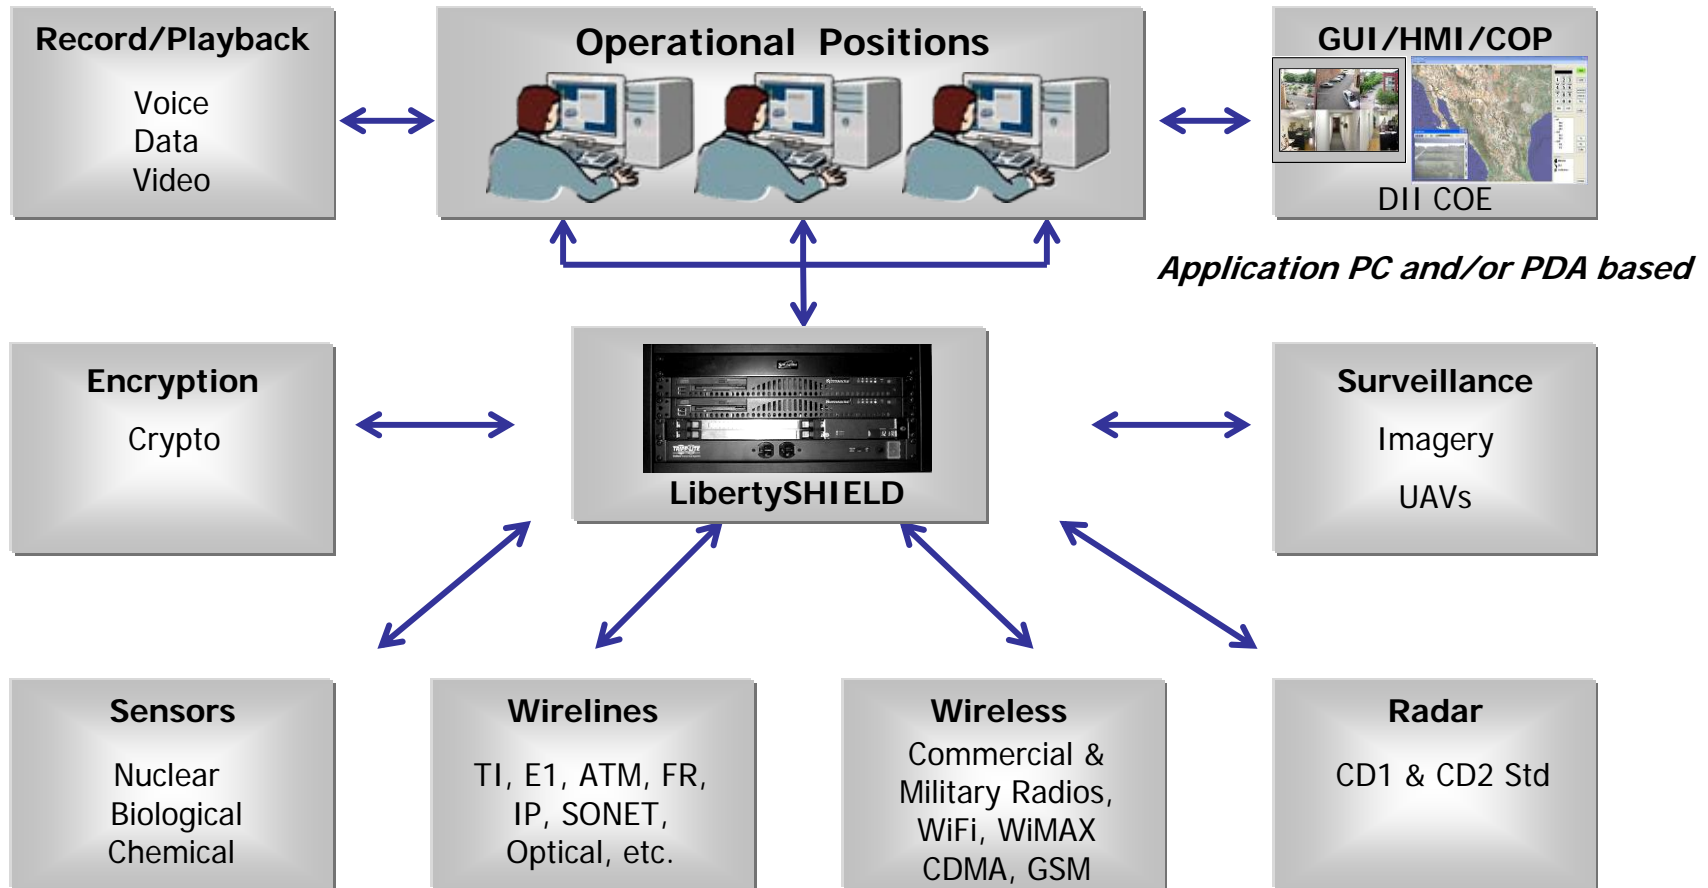 Record/Playback
Voice
Data
Video
Operational Positions
GUI/HMI/COP
DII COE
Application PC and/or PDA based
Encryption
Crypto
TRIPP-LITE
LibertySHIELD
Surveillance
Imagery
UAVs
Sensors
Nuclear
Biological
Chemical
Wirelines
TI, E1, ATM, FR,
IP, SONET,
Optical, etc.
Wireless
Commercial &
Military Radios,
WiFi, WiMAX
CDMA, GSM
Radar
CD1 & CD2 Std